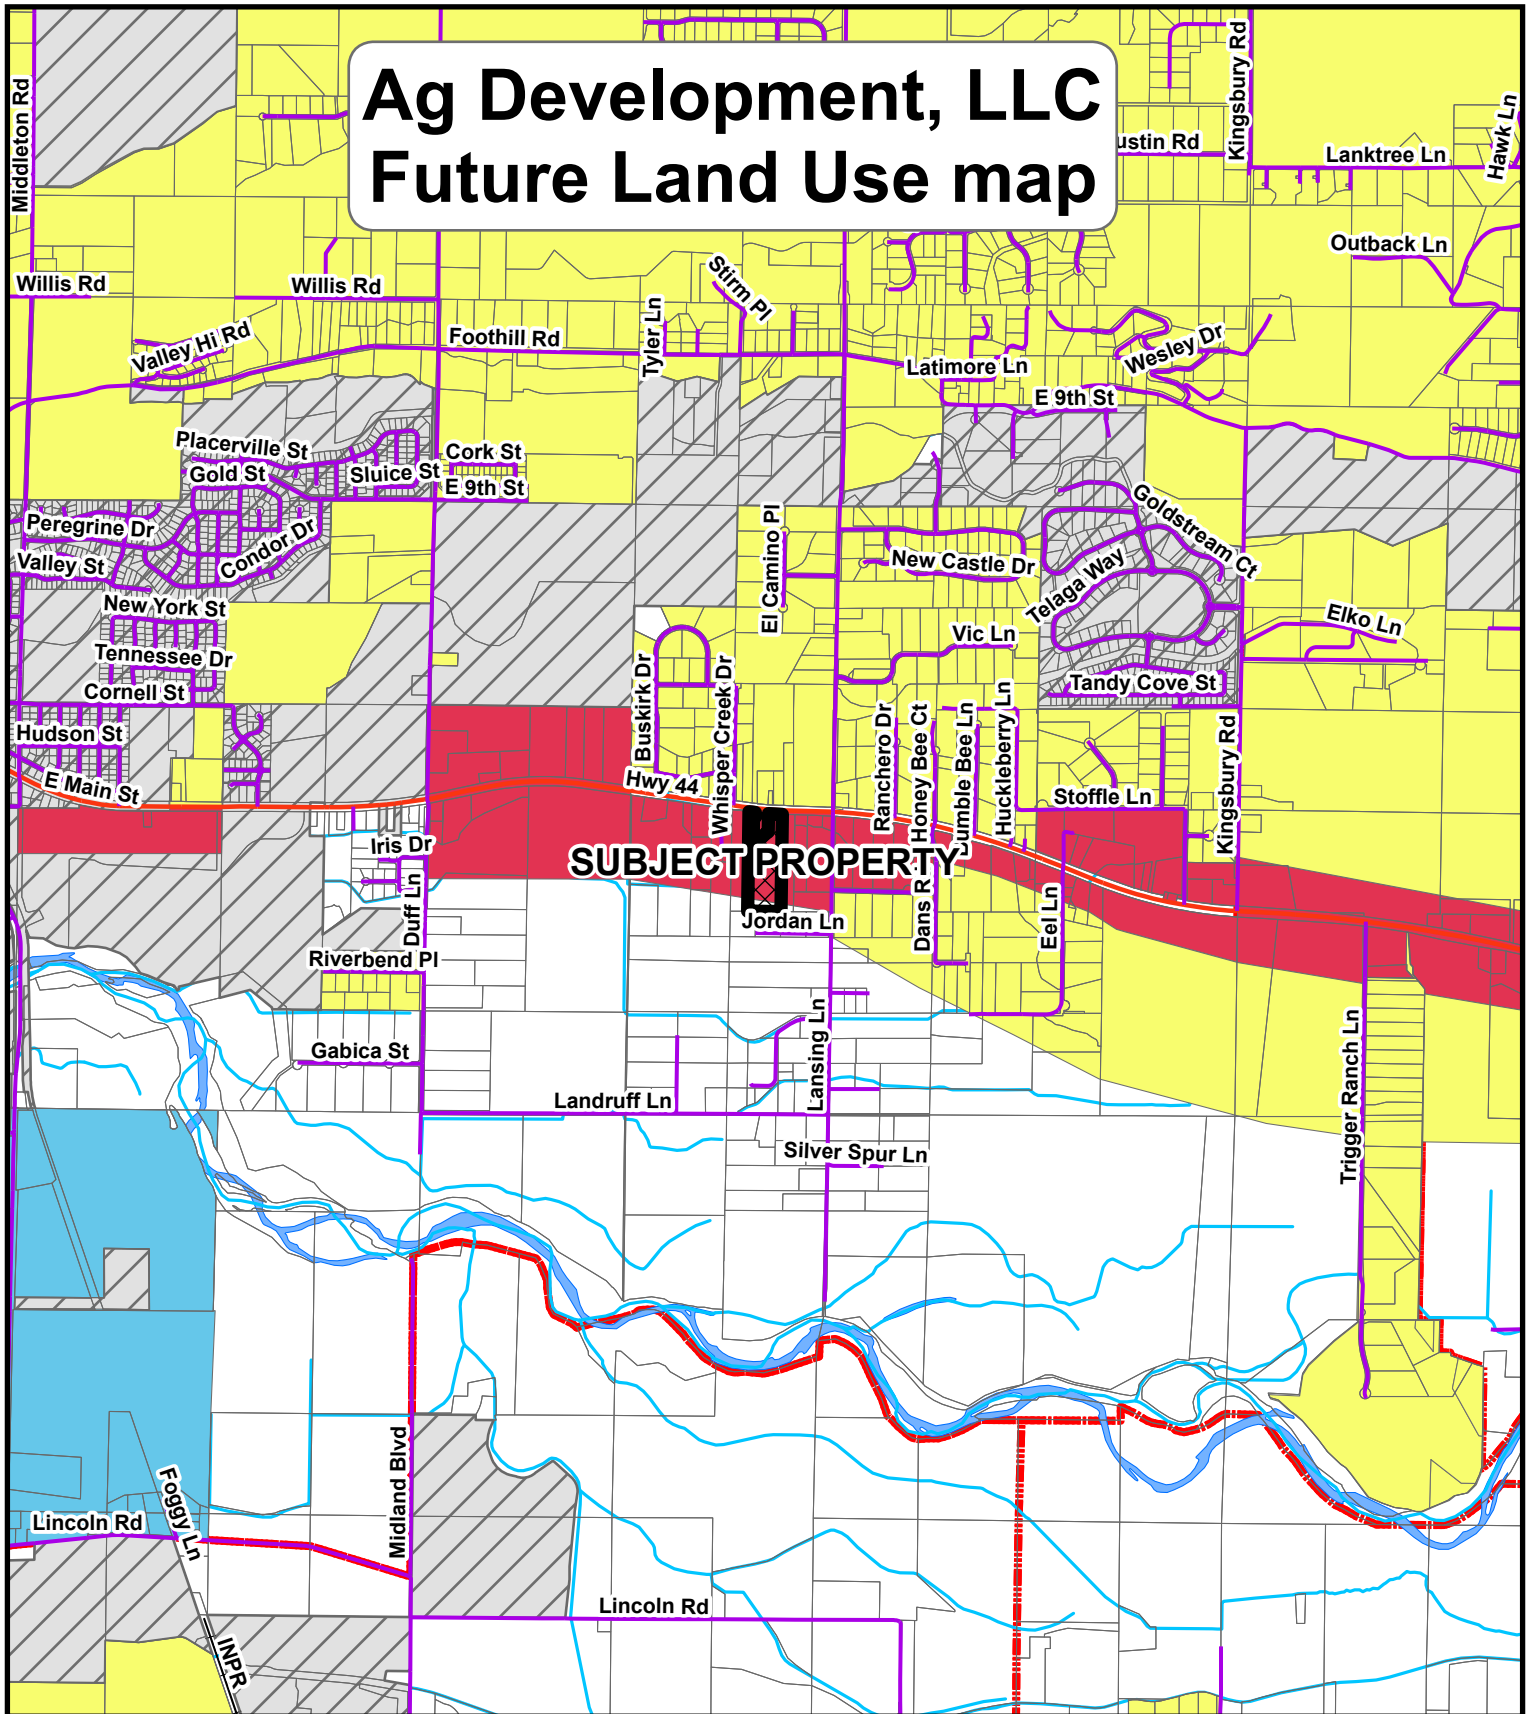 Ag Development, LLC
Future Land Use map
Middleton Rd
Kingsbury Rd
Hawk Ln
ustin Rd
Lanktree Ln
Outback Ln
Willis Rd
Willis Rd
Stirm Pl
Valley Hi Rd
Foothill Rd
Tyler Ln
Latimore Ln
Wesley Dr
E 9th St
Placerville St
Gold St
Sluice St
Cork St
E 9th St
Peregrine Dr
Condor Dr
Valley St
El Camino Pl
New Castle Dr
Goldstream Ct
Telaga Way
New York St
Tennessee Dr
Cornell St
Vic Ln
Elko Ln
Tandy Cove St
Hudson St
E Main St
Buskirk Dr
Whisper Creek Dr
Hwy 44
Ranchero Dr
Honey Bee Ct
Bumble Bee Ln
Huckleberry Ln
Stoffle Ln
Kingsbury Rd
Iris Dr
Duff Ln
SUBJECT PROPERTY
Jordan Ln
Dans R
Eel Ln
Riverbend Pl
Gabica St
Lansing Ln
Landruff Ln
Trigger Ranch Ln
Silver Spur Ln
Midland Blvd
Foggy Ln
Lincoln Rd
Lincoln Rd
INPR